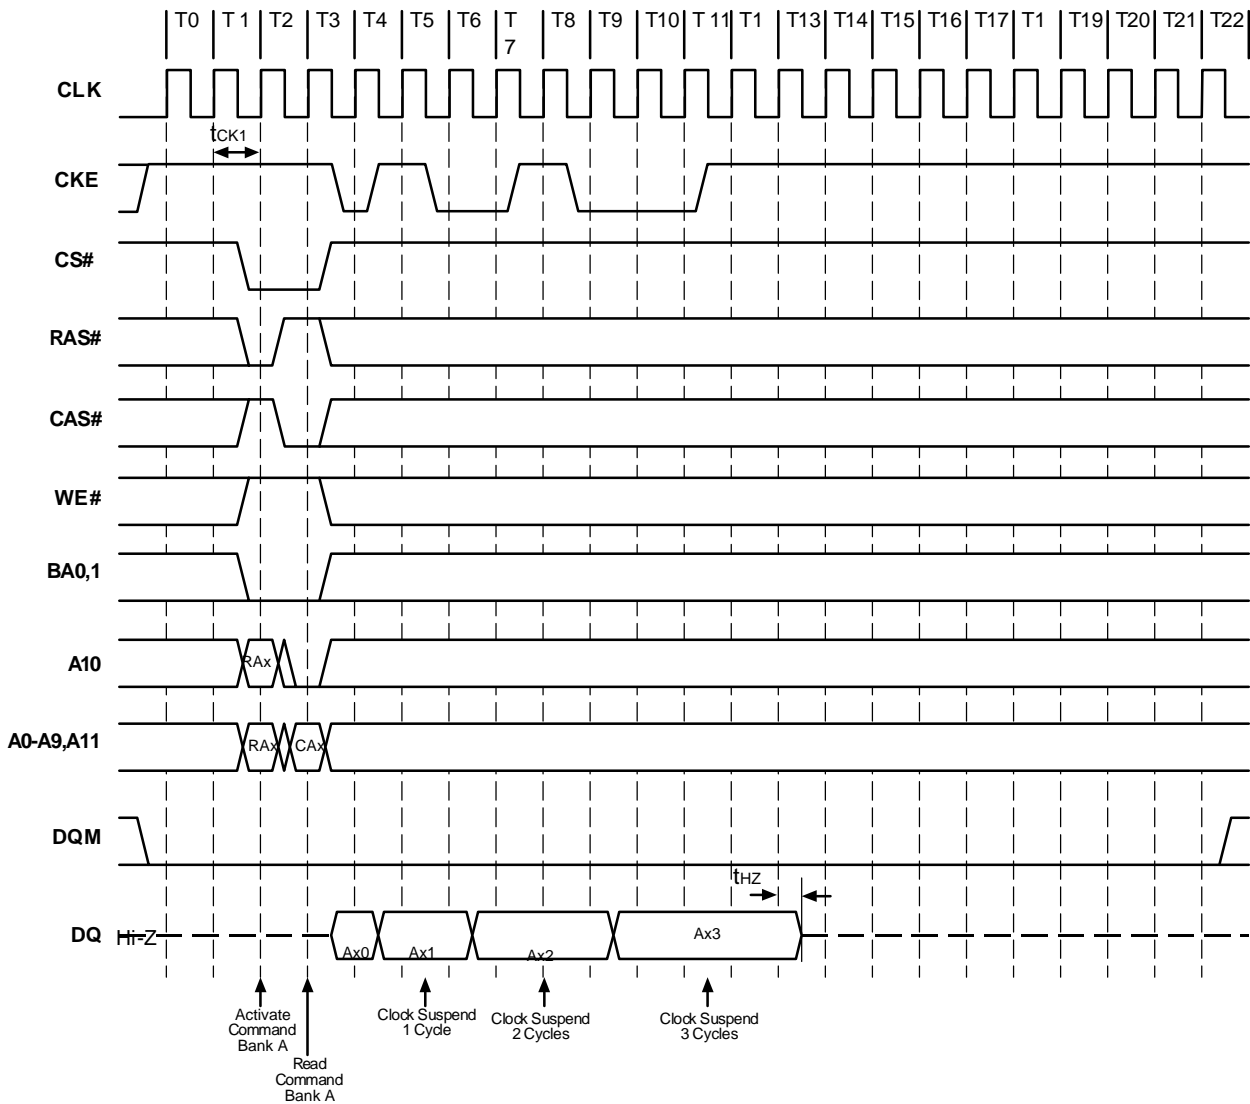 T0 T 1 T2 T3 T4 T5 T6 T T8 T9 T10 T 11 T1 T13 T14 T15 T16 T17 T1 T19 T20 T21 T22
7
CLK
tCK1
CKE
CS#
RAS#
CAS#
WE#
BA0,1
A10
RAx
A0-A9,A11
RAx CAx
DQM
tHZ
DQ
Hi-Z
Ax0 Ax1 Ax2 Ax3
Activate
Command
Bank A
Read
Command
Bank A
Clock Suspend
1 Cycle
Clock Suspend
2 Cycles
Clock Suspend
3 Cycles